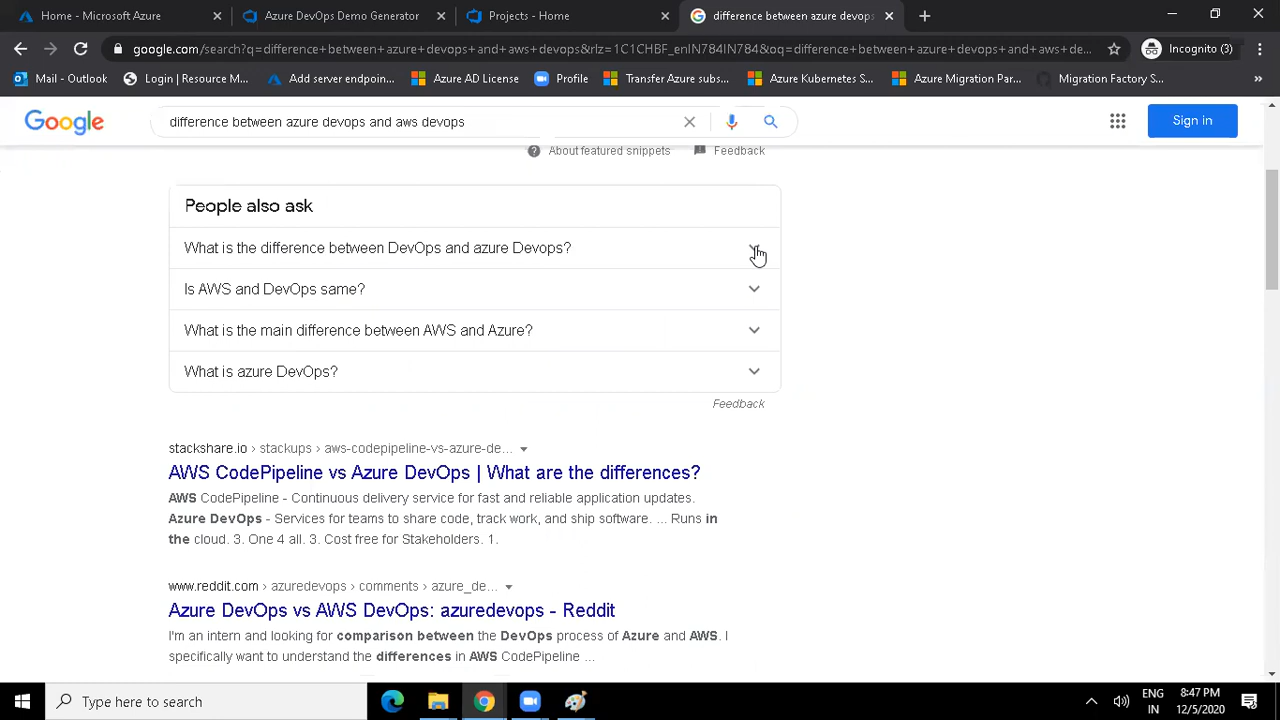 Home - Microsoft Azure
Azure DevOps Demo Generator
Projects - Home
difference between azure devops
google.com/search?q=difference+between+azure+devops+and+aws+devops&rlz=1C1CHBF_enIN784IN784&oq=difference+between+azure+devops+and+aws+de...
Incognito (3)
Mail - Outlook
Login | Resource M...
Add server endpoin...
Azure AD License
Profile
Transfer Azure subs...
Azure Kubernetes S...
Azure Migration Par...
Migration Factory S...
»
Google
difference between azure devops and aws devops
Sign in
About featured snippets
Feedback
People also ask
What is the difference between DevOps and azure Devops?
Is AWS and DevOps same?
What is the main difference between AWS and Azure?
What is azure DevOps?
Feedback
stackshare.io › stackups › aws-codepipeline-vs-azure-de...
AWS CodePipeline vs Azure DevOps | What are the differences?
AWS CodePipeline - Continuous delivery service for fast and reliable application updates.
Azure DevOps - Services for teams to share code, track work, and ship software. ... Runs in
the cloud. 3. One 4 all. 3. Cost free for Stakeholders. 1.
www.reddit.com › azuredevops › comments › azure_de...
Azure DevOps vs AWS DevOps: azuredevops - Reddit
I'm an intern and looking for comparison between the DevOps process of Azure and AWS. I
specifically want to understand the differences in AWS CodePipeline ...
Type here to search
ENG
IN
8:47 PM
12/5/2020